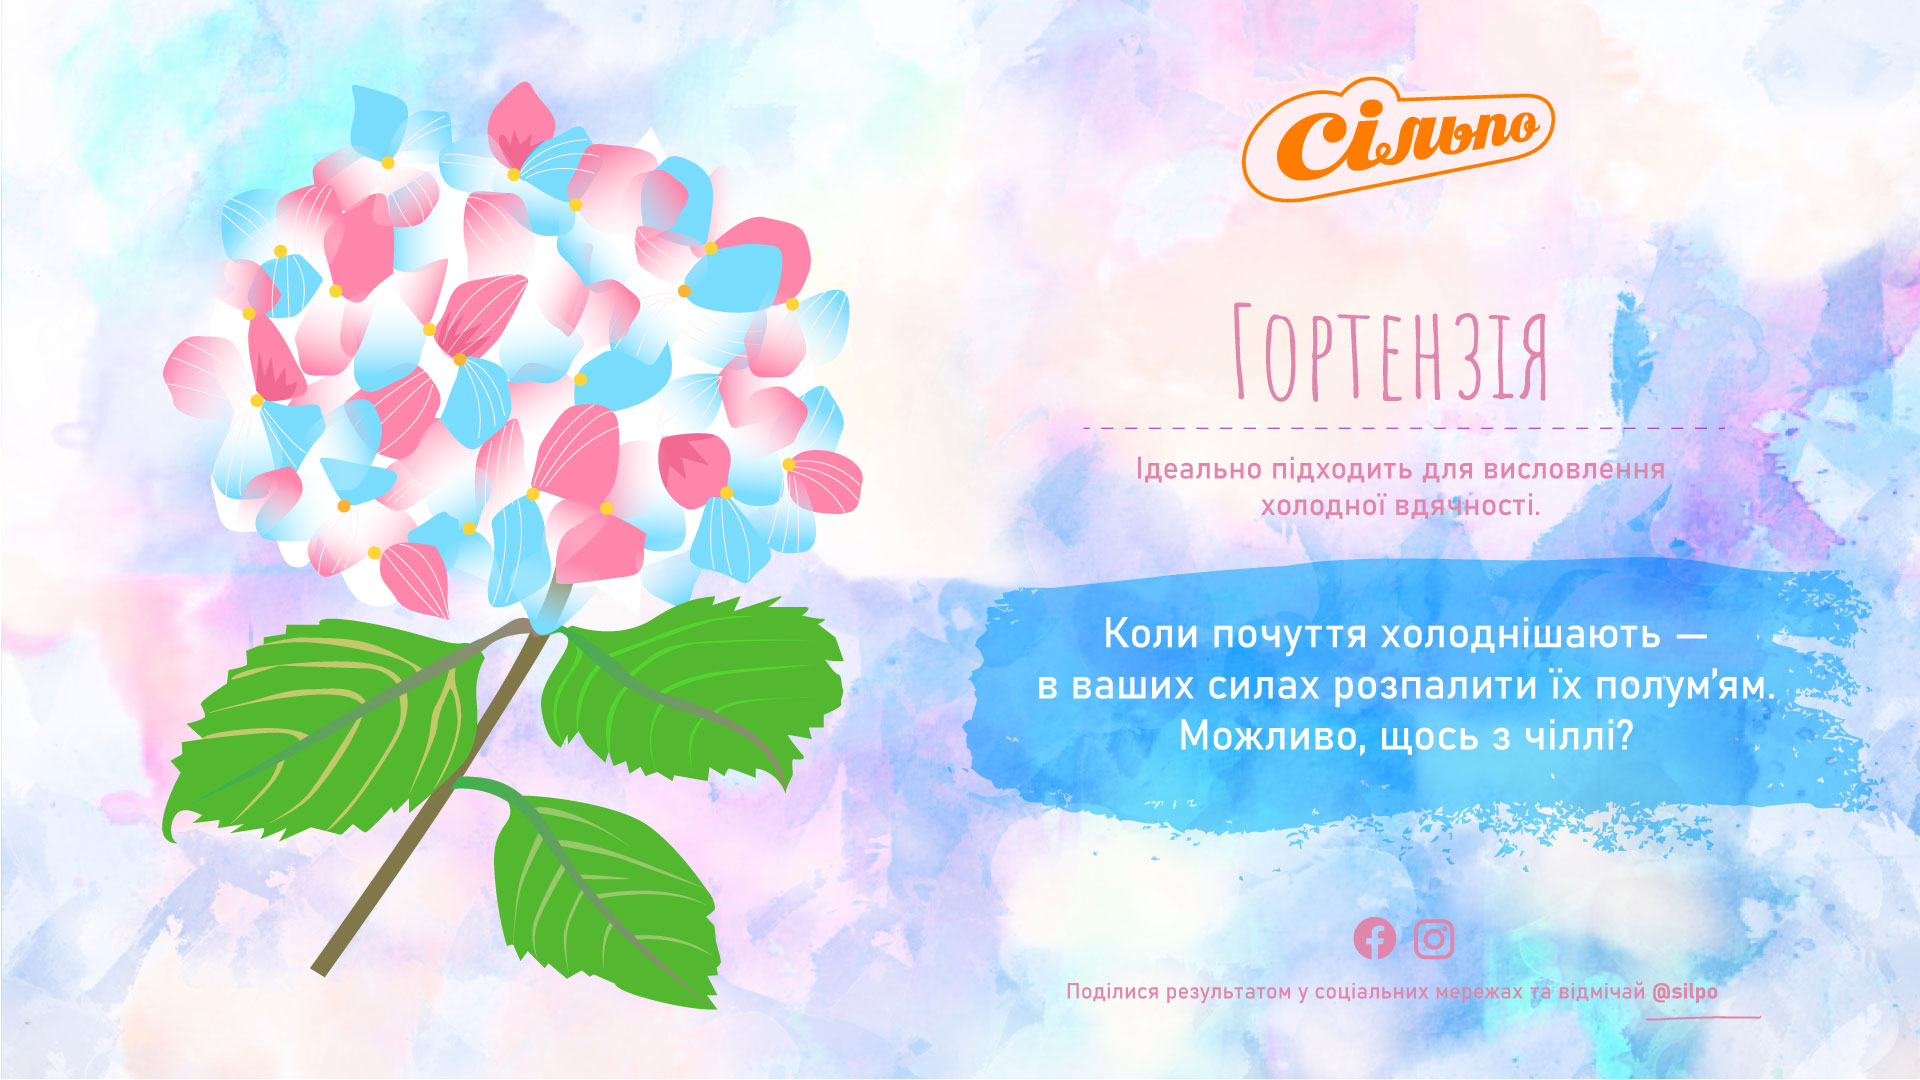 Сільпо
Гортензія
Ідеально підходить для висловлення
холодної вдячності.
Коли почуття холоднішають —
в ваших силах розпалити їх полум’ям.
Можливо, щось з чіллі?
Поділися результатом у соціальних мережах та відмічай @silpo